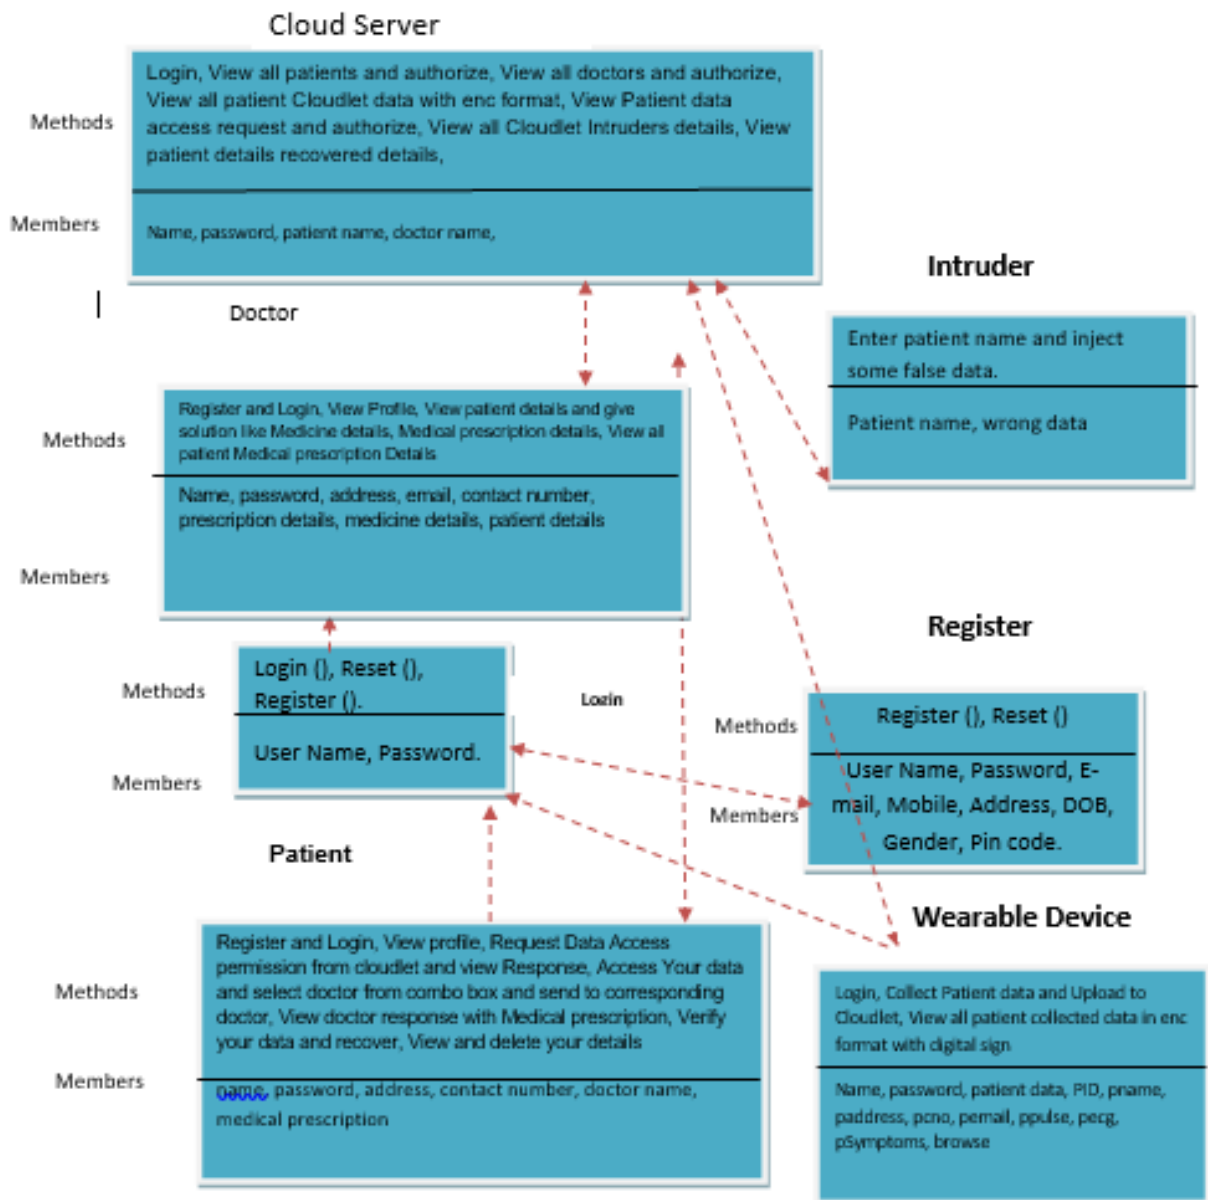 Cloud Server
Methods
Login, View all patients and authorize, View all doctors and authorize,
View all patient Cloudlet data with enc format, View Patient data
access request and authorize, View all Cloudlet Intruders details, View
patient details recovered details,
Members
Name, password, patient name, doctor name,
Intruder
Enter patient name and inject
some false data.
Patient name, wrong data
Doctor
Methods
Register and Login, View Profile, View patient details and give
solution like Medicine details, Medical prescription details, View all
patient Medical prescription Details
Name, password, address, email, contact number,
prescription details, medicine details, patient details
Members
Login
Methods
Login (), Reset (),
Register ().
Members
User Name, Password.
Register
Methods
Register (), Reset ()
Members
User Name, Password, E-
mail, Mobile, Address, DOB,
Gender, Pin code.
Patient
Methods
Register and Login, View profile, Request Data Access
permission from cloudlet and view Response, Access Your data
and select doctor from combo box and send to corresponding
doctor, View doctor response with Medical prescription, Verify
your data and recover, View and delete your details
Members
name, password, address, contact number, doctor name,
medical prescription
Wearable Device
Login, Collect Patient data and Upload to
Cloudlet, View all patient collected data in enc
format with digital sign
Name, password, patient data, PID, pname,
paddress, pcno, pemail, ppulse, pecg,
pSymptoms, browse